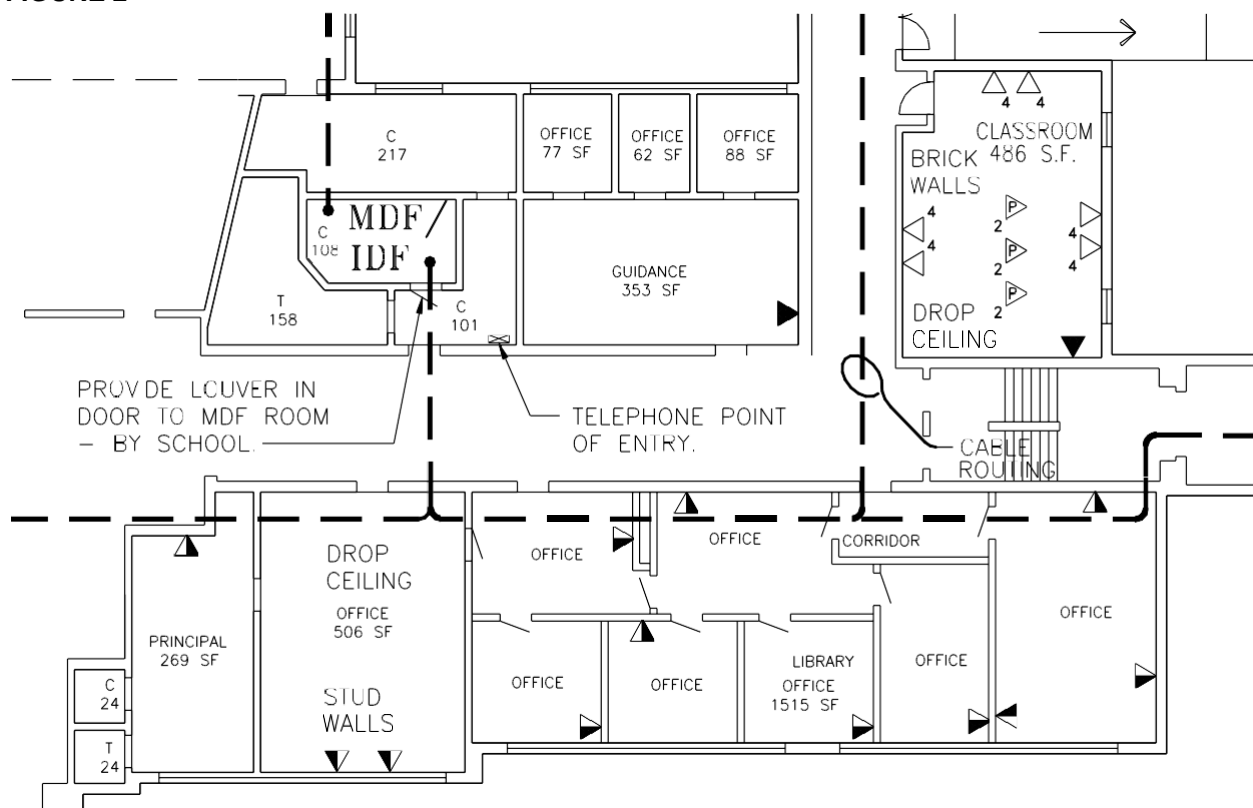 FIGURE 2
C
217
OFFICE
77 SF
OFFICE
62 SF
OFFICE
88 SF
4
4
CLASSROOM
486 S.F.
BRICK
WALLS
MDF
IDF
C
108
4
4
4
4
P
2
P
2
P
2
GUIDANCE
353 SF
T
158
C
101
DROP
CEILING
PROVDE LOUVER IN
DOOR TO MDF ROOM
– BY SCHOOL.
TELEPHONE POINT
OF ENTRY.
CABLE
ROUTING
DROP
CEILING
OFFICE
506 SF
STUD
WALLS
OFFICE
OFFICE
CORRIDOR
OFFICE
PRINCIPAL
269 SF
OFFICE
OFFICE
LIBRARY
OFFICE
1515 SF
OFFICE
C
24
T
24